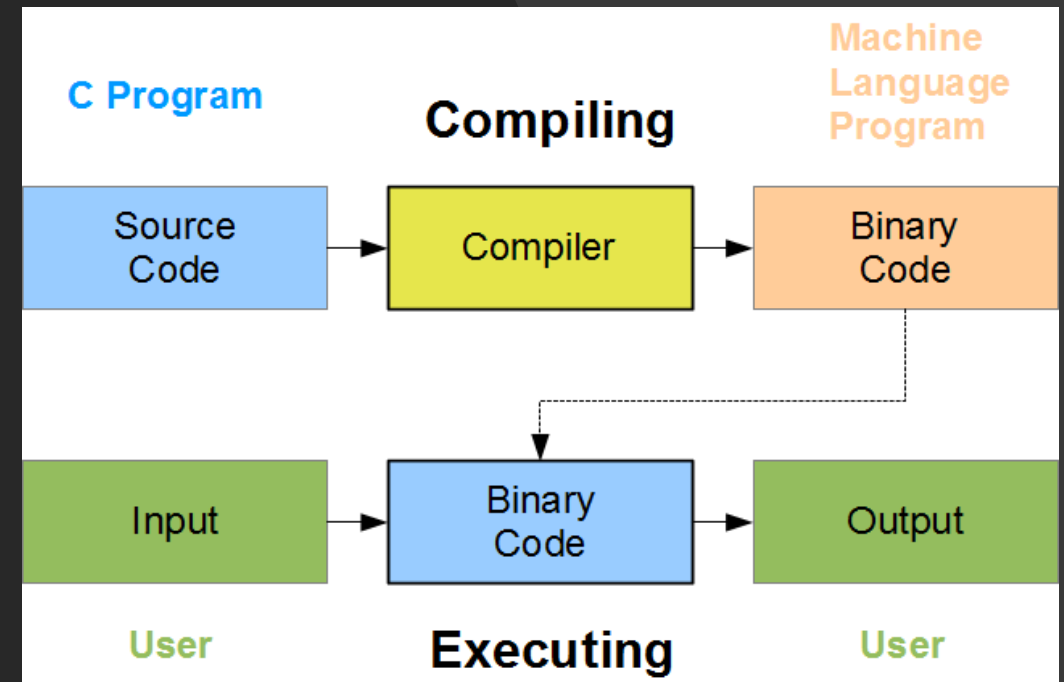 C Program
Compiling
Machine
Language
Program
Source
Code
Compiler
Binary
Code
Input
Binary
Code
Output
User
Executing
User